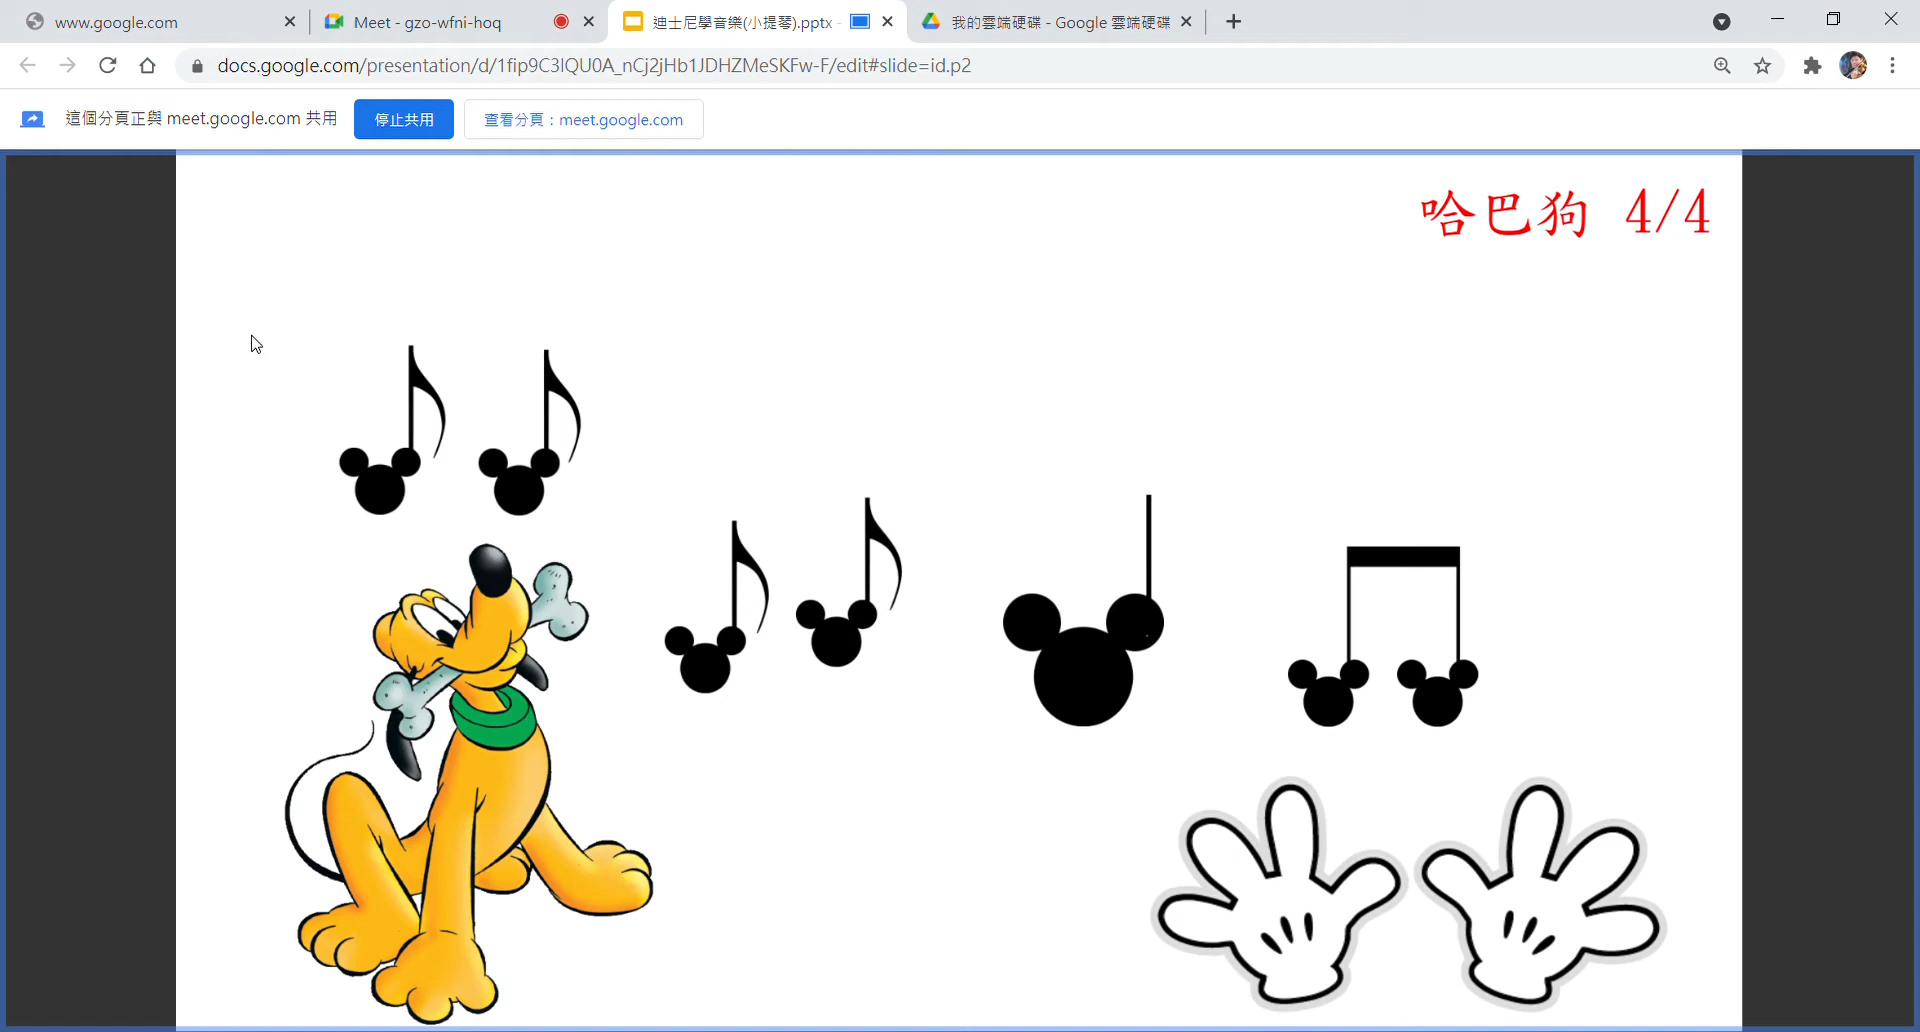 www.google.com
Meet - gzo-wfni-hoq
迪士尼學音樂(小提琴).pptx -
我的雲端硬碟 - Google 雲端硬碟
docs.google.com/presentation/d/1fip9C3lQU0A_nCj2jHb1JDHZMeSKFw-F/edit#slide=id.p2
這個分頁正與 meet.google.com 共用
停止共用
查看分頁：meet.google.com
哈巴狗 4/4